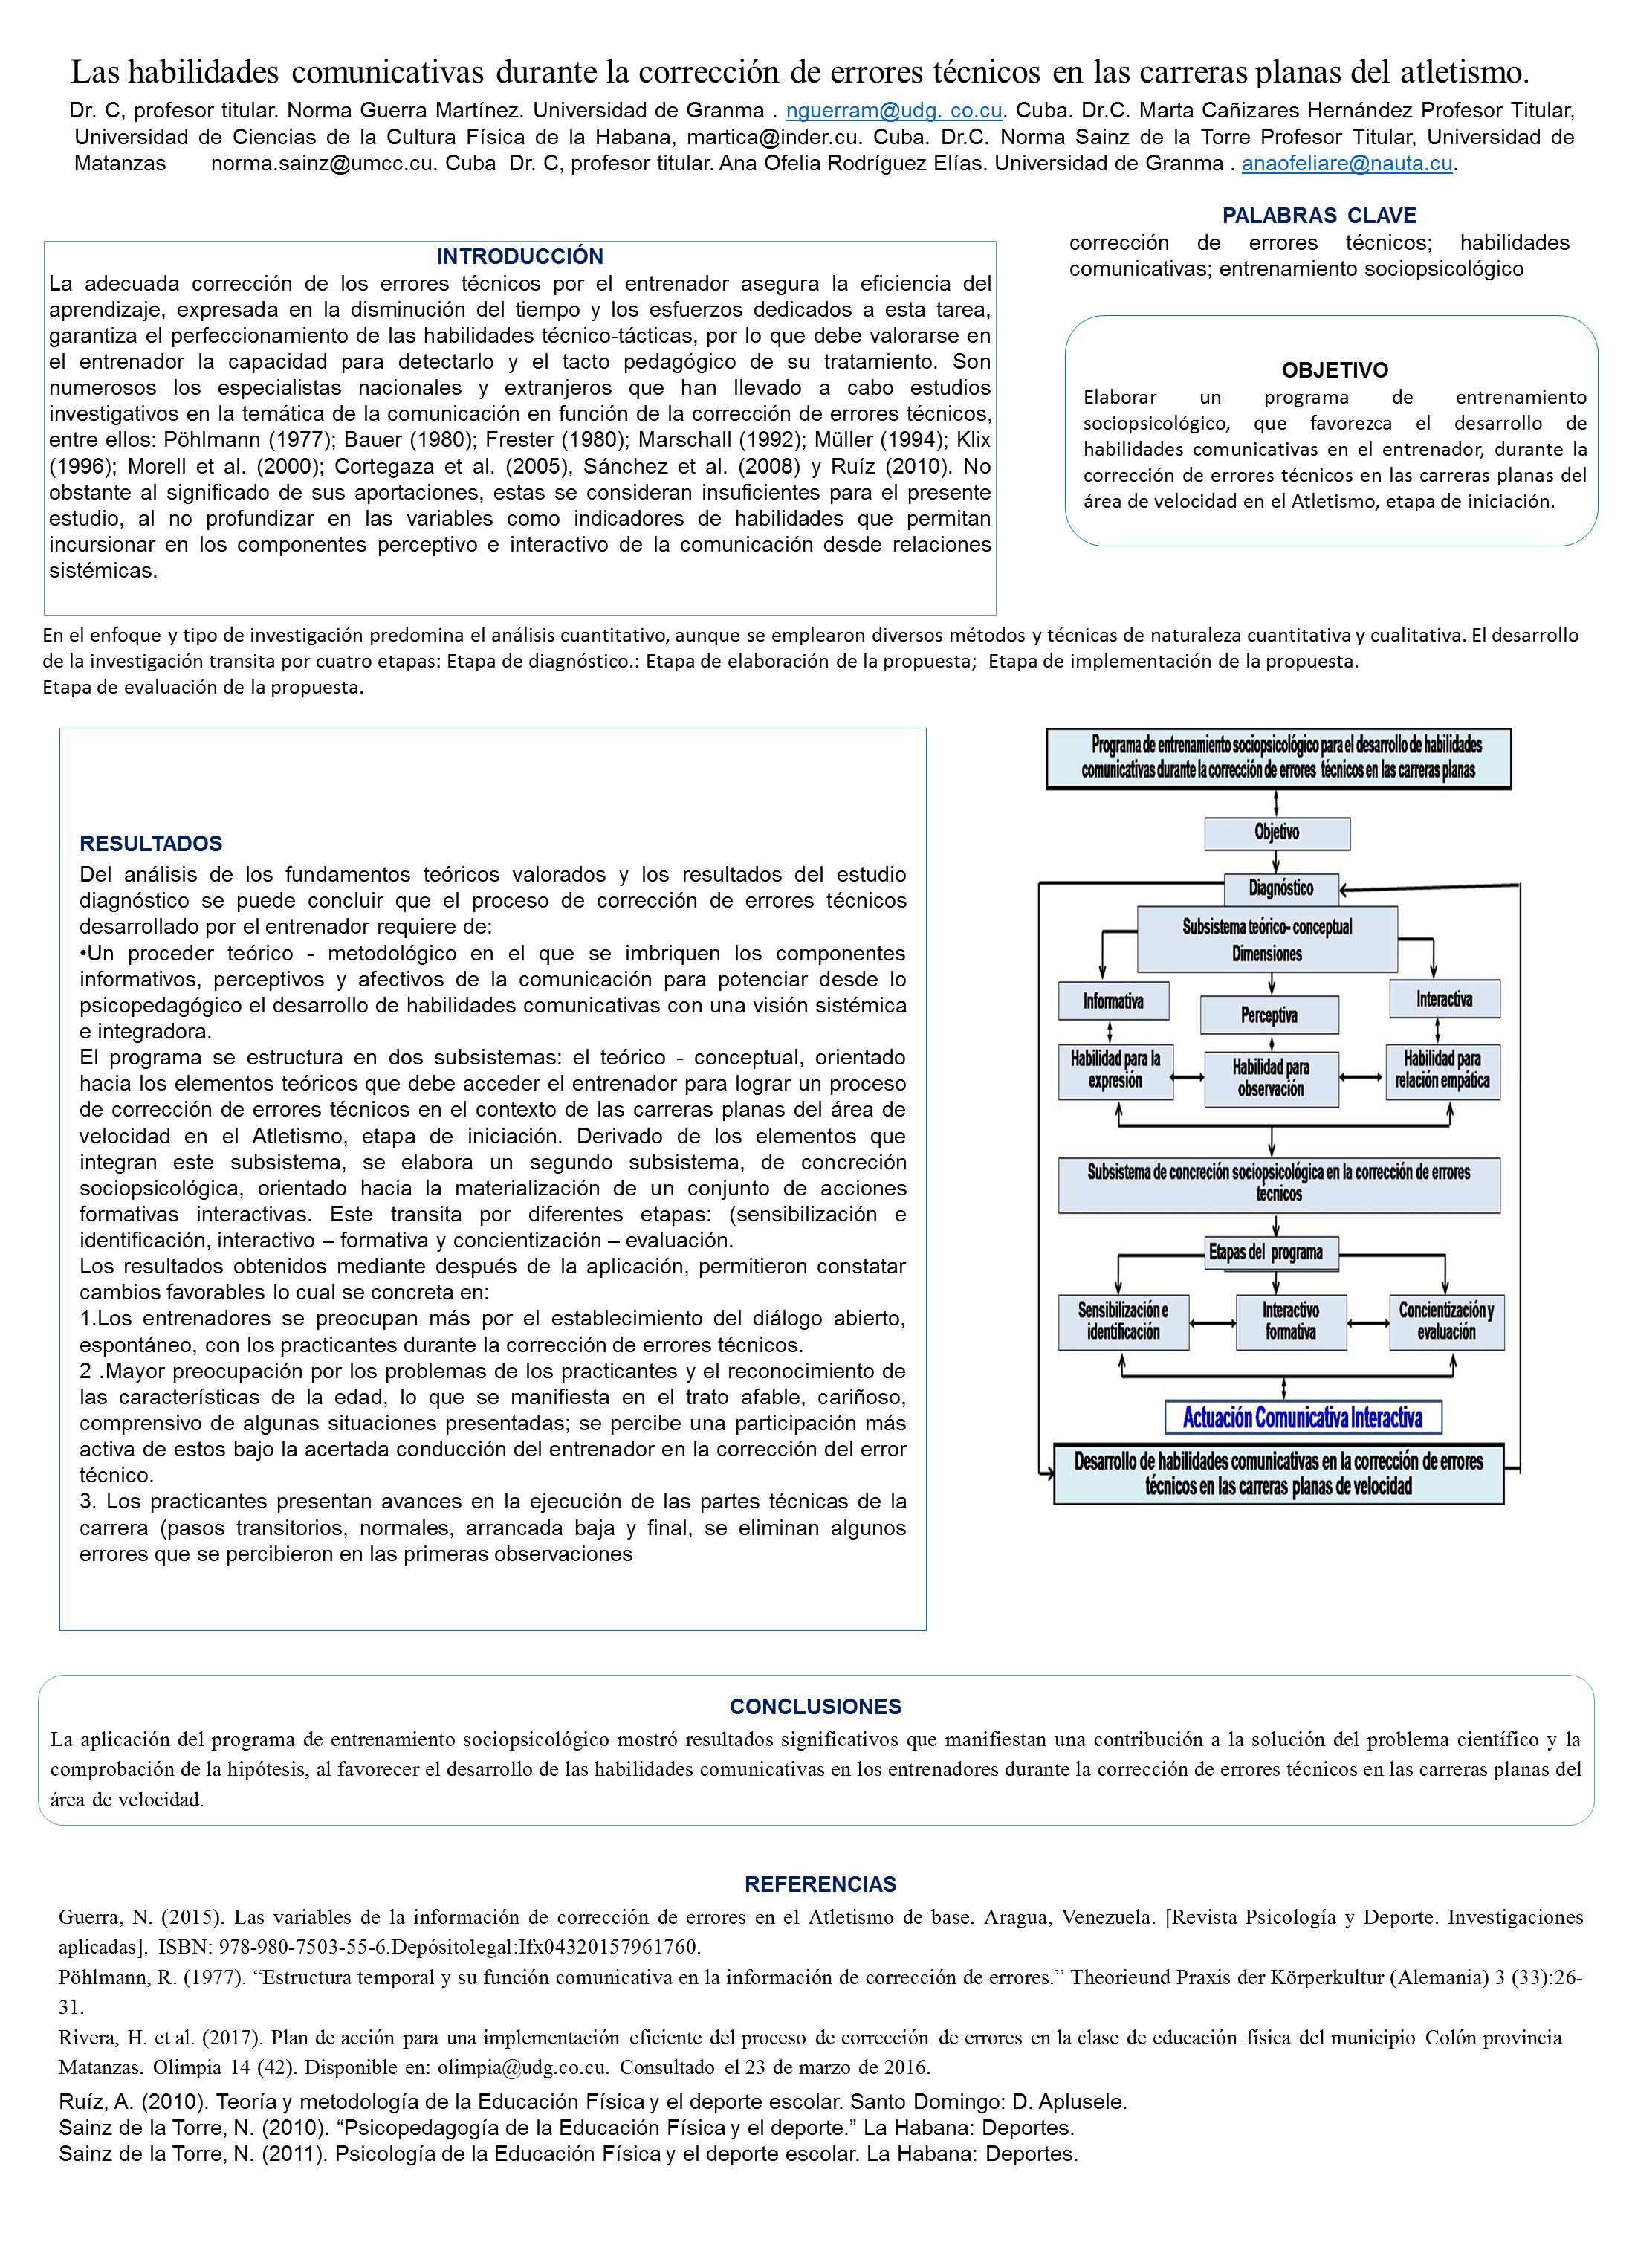 Las habilidades comunicativas durante la corrección de errores técnicos en las carreras planas del atletismo.
Dr. C, profesor titular. Norma Guerra Martínez. Universidad de Granma . nguerram@udg. co.cu. Cuba. Dr.C. Marta Cañizares Hernández Profesor Titular,
Universidad de Ciencias de la Cultura Física de la Habana, martica@inder.cu. Cuba. Dr.C. Norma Sainz de la Torre Profesor Titular, Universidad de
Matanzas norma.sainz@umcc.cu. Cuba Dr. C, profesor titular. Ana Ofelia Rodríguez Elías. Universidad de Granma . anaofeliare@nauta.cu.
PALABRAS CLAVE
corrección de errores técnicos; habilidades
comunicativas; entrenamiento sociopsicológico
INTRODUCCIÓN
La adecuada corrección de los errores técnicos por el entrenador asegura la eficiencia del
aprendizaje, expresada en la disminución del tiempo y los esfuerzos dedicados a esta tarea,
garantiza el perfeccionamiento de las habilidades técnico-tácticas, por lo que debe valorarse en
el entrenador la capacidad para detectarlo y el tacto pedagógico de su tratamiento. Son
numerosos los especialistas nacionales y extranjeros que han llevado a cabo estudios
investigativos en la temática de la comunicación en función de la corrección de errores técnicos,
entre ellos: Pöhlmann (1977); Bauer (1980); Frester (1980); Marschall (1992); Müller (1994); Klix
(1996); Morell et al. (2000); Cortegaza et al. (2005), Sánchez et al. (2008) y Ruíz (2010). No
obstante al significado de sus aportaciones, estas se consideran insuficientes para el presente
estudio, al no profundizar en las variables como indicadores de habilidades que permitan
incursionar en los componentes perceptivo e interactivo de la comunicación desde relaciones
sistémicas.
OBJETIVO
Elaborar un programa de entrenamiento
sociopsicológico, que favorezca el desarrollo de
habilidades comunicativas en el entrenador, durante la
corrección de errores técnicos en las carreras planas del
área de velocidad en el Atletismo, etapa de iniciación.
En el enfoque y tipo de investigación predomina el análisis cuantitativo, aunque se emplearon diversos métodos y técnicas de naturaleza cuantitativa y cualitativa. El desarrollo
de la investigación transita por cuatro etapas: Etapa de diagnóstico.: Etapa de elaboración de la propuesta; Etapa de implementación de la propuesta.
Etapa de evaluación de la propuesta.
RESULTADOS
Del análisis de los fundamentos teóricos valorados y los resultados del estudio
diagnóstico se puede concluir que el proceso de corrección de errores técnicos
desarrollado por el entrenador requiere de:
•Un proceder teórico - metodológico en el que se imbriquen los componentes
informativos, perceptivos y afectivos de la comunicación para potenciar desde lo
psicopedagógico el desarrollo de habilidades comunicativas con una visión sistémica
e integradora.
El programa se estructura en dos subsistemas: el teórico - conceptual, orientado
hacia los elementos teóricos que debe acceder el entrenador para lograr un proceso
de corrección de errores técnicos en el contexto de las carreras planas del área de
velocidad en el Atletismo, etapa de iniciación. Derivado de los elementos que
integran este subsistema, se elabora un segundo subsistema, de concreción
sociopsicológica, orientado hacia la materialización de un conjunto de acciones
formativas interactivas. Este transita por diferentes etapas: (sensibilización e
identificación, interactivo – formativa y concientización – evaluación.
Los resultados obtenidos mediante después de la aplicación, permitieron constatar
cambios favorables lo cual se concreta en:
1.Los entrenadores se preocupan más por el establecimiento del diálogo abierto,
espontáneo, con los practicantes durante la corrección de errores técnicos.
2 .Mayor preocupación por los problemas de los practicantes y el reconocimiento de
las características de la edad, lo que se manifiesta en el trato afable, cariñoso,
comprensivo de algunas situaciones presentadas; se percibe una participación más
activa de estos bajo la acertada conducción del entrenador en la corrección del error
técnico.
3. Los practicantes presentan avances en la ejecución de las partes técnicas de la
carrera (pasos transitorios, normales, arrancada baja y final, se eliminan algunos
errores que se percibieron en las primeras observaciones
Programa de entrenamiento sociopsicológico para el desarrollo de habilidades
comunicativas durante la corrección de errores técnicos en las carreras planas
Objetivo
Diagnóstico
Subsistema teórico- conceptual
Dimensiones
Informativa
Perceptiva
Interactiva
Habilidad para la
expresión
Habilidad para
observación
Habilidad para
relación empática
Subsistema de concreción sociopsicológica en la corrección de errores
técnicos
Etapas del programa
Sensibilización e
identificación
Interactivo
formativa
Concientización y
evaluación
Actuación Comunicativa Interactiva
Desarrollo de habilidades comunicativas en la corrección de errores
técnicos en las carreras planas de velocidad
CONCLUSIONES
La aplicación del programa de entrenamiento sociopsicológico mostró resultados significativos que manifiestan una contribución a la solución del problema científico y la
comprobación de la hipótesis, al favorecer el desarrollo de las habilidades comunicativas en los entrenadores durante la corrección de errores técnicos en las carreras planas del
área de velocidad.
REFERENCIAS
Guerra, N. (2015). Las variables de la información de corrección de errores en el Atletismo de base. Aragua, Venezuela. [Revista Psicología y Deporte. Investigaciones
aplicadas]. ISBN: 978-980-7503-55-6.Depósitolegal:Ifx04320157961760.
Pöhlmann, R. (1977). “Estructura temporal y su función comunicativa en la información de corrección de errores.” Theorieund Praxis der Körperkultur (Alemania) 3 (33):26-
31.
Rivera, H. et al. (2017). Plan de acción para una implementación eficiente del proceso de corrección de errores en la clase de educación física del municipio Colón provincia
Matanzas. Olimpia 14 (42). Disponible en: olimpia@udg.co.cu. Consultado el 23 de marzo de 2016.
Ruíz, A. (2010). Teoría y metodología de la Educación Física y el deporte escolar. Santo Domingo: D. Aplusele.
Sainz de la Torre, N. (2010). “Psicopedagogía de la Educación Física y el deporte.” La Habana: Deportes.
Sainz de la Torre, N. (2011). Psicología de la Educación Física y el deporte escolar. La Habana: Deportes.